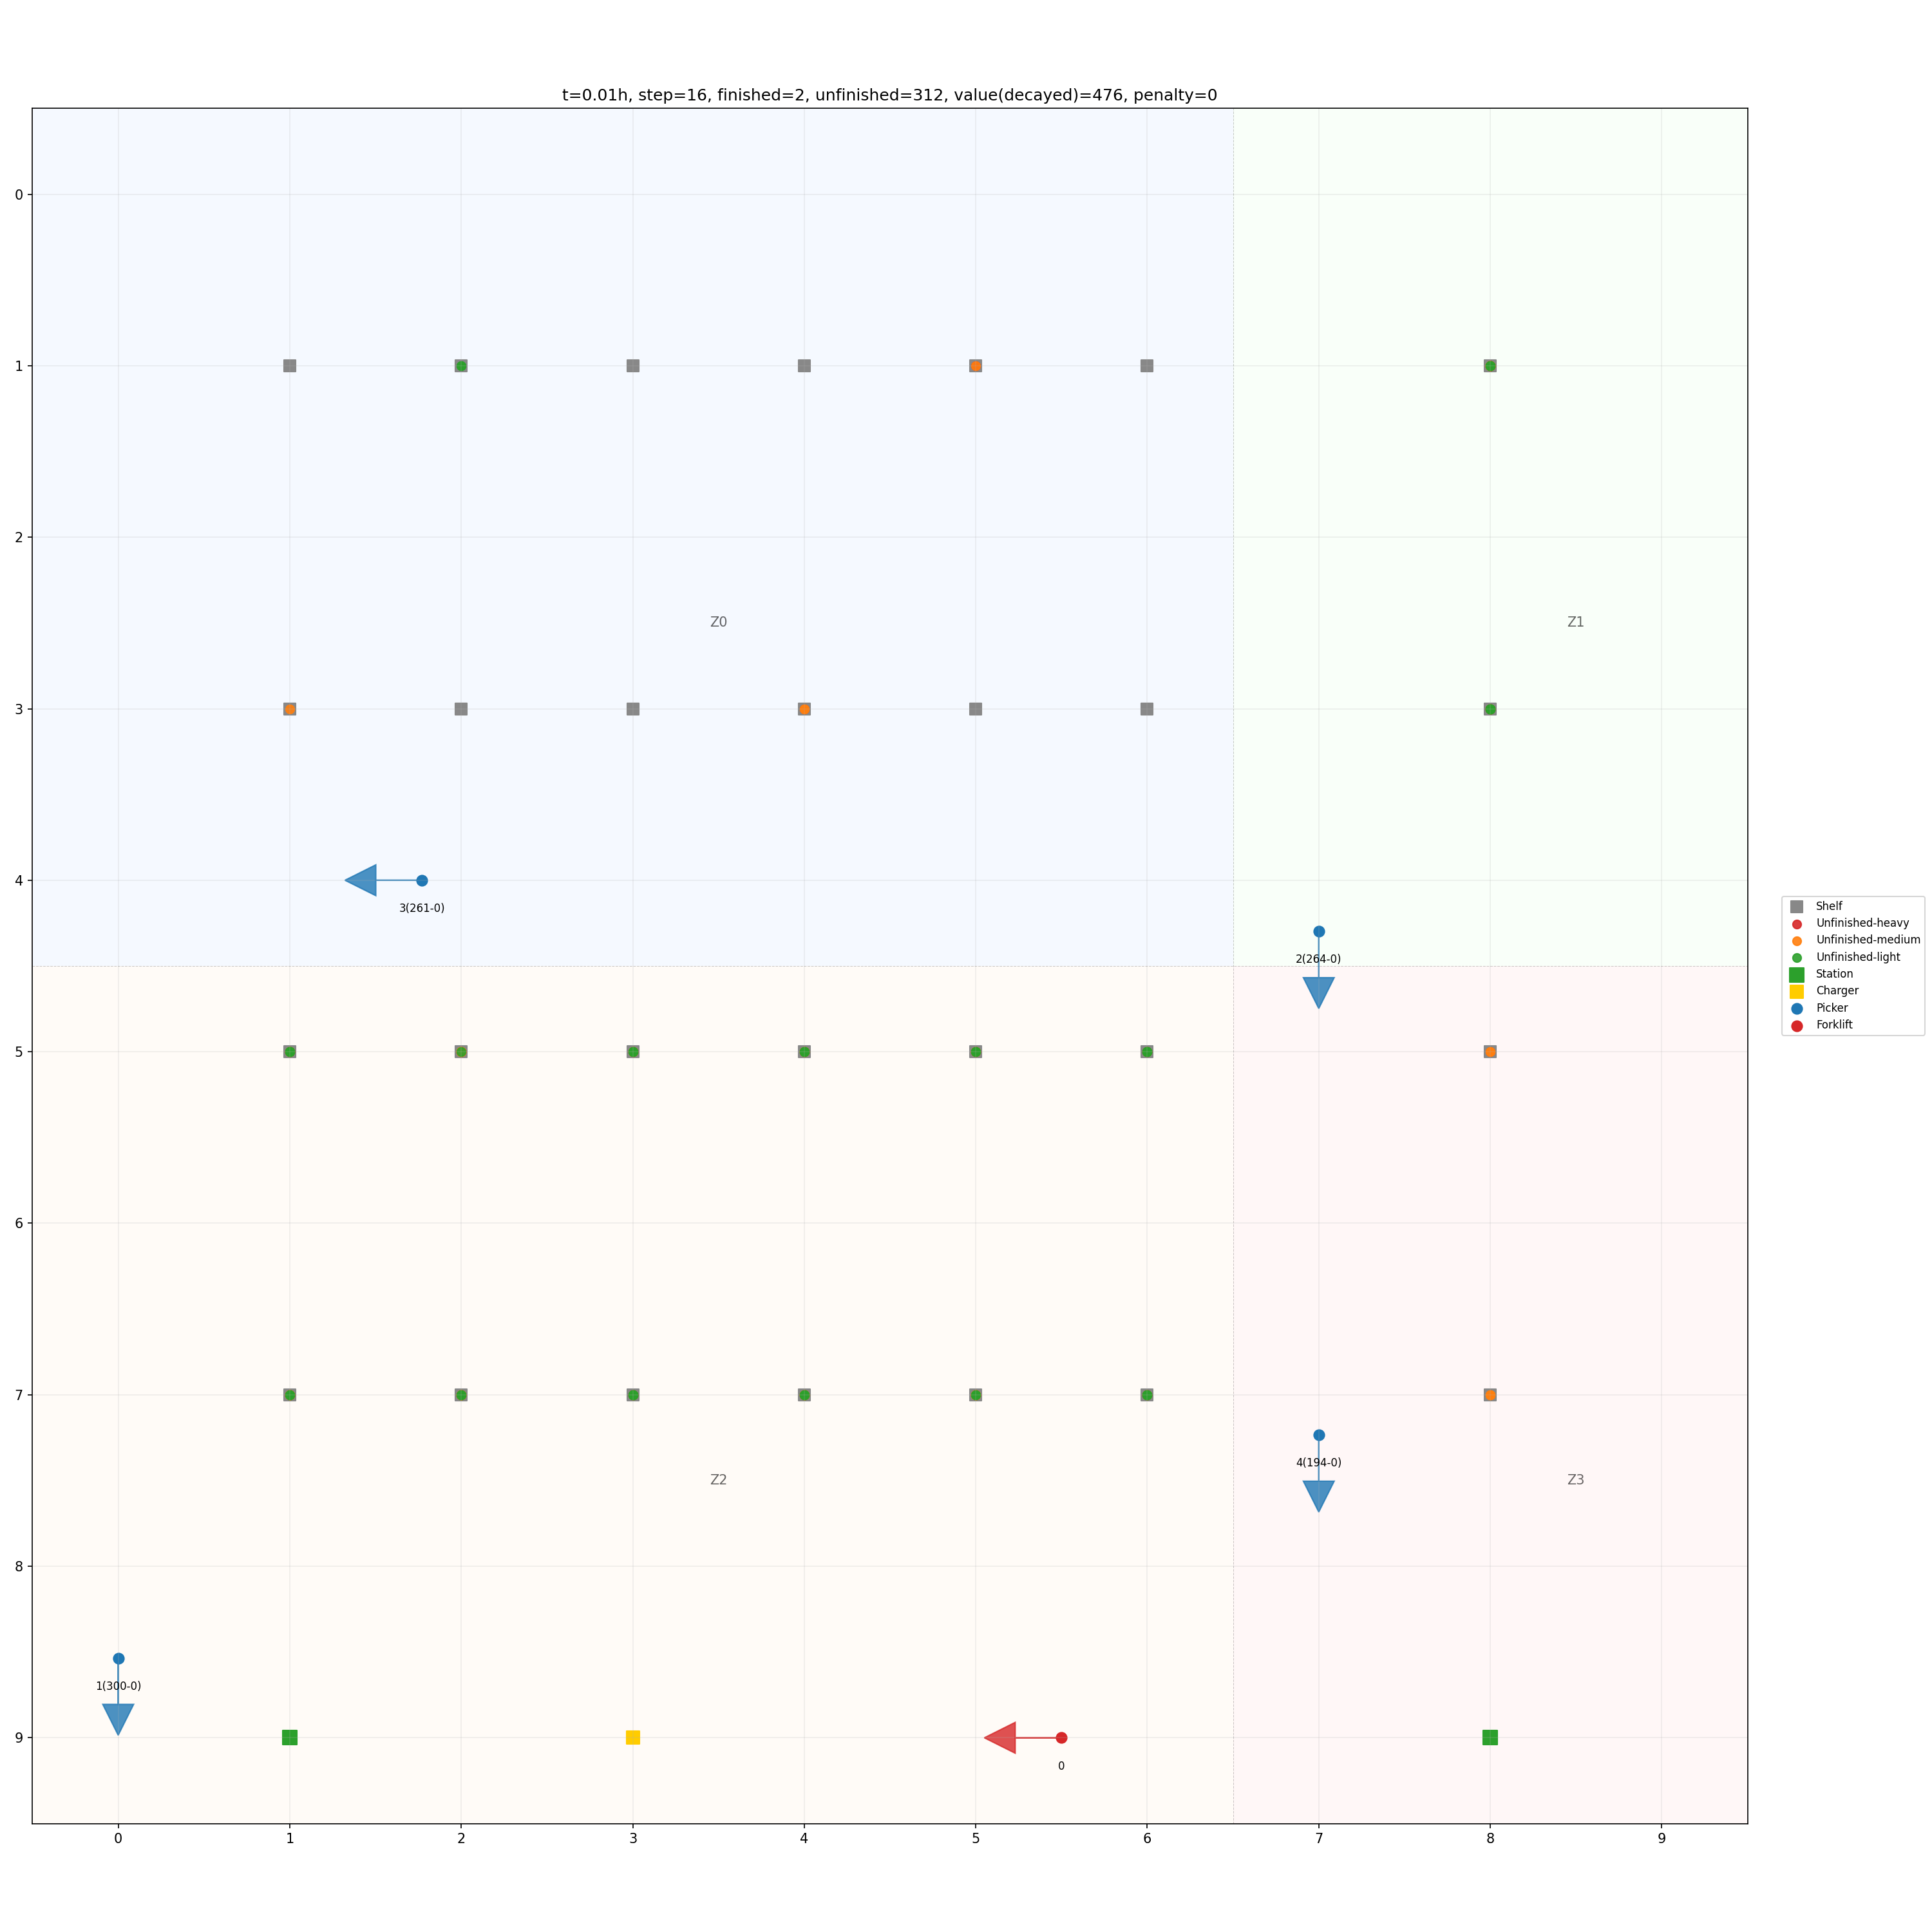 t=0.01h, step=16, finished=2, unfinished=312, value(decayed)=476, penalty=0
0
1
2
Z0
Z1
3
4
3(261-0)
2(264-0)
5
6
7
4(194-0)
Z2
Z3
8
1(300-0)
9
0
0 1 2 3 4 5 6 7 8 9
Shelf
Unfinished-heavy
Unfinished-medium
Unfinished-light
Station
Charger
Picker
Forklift